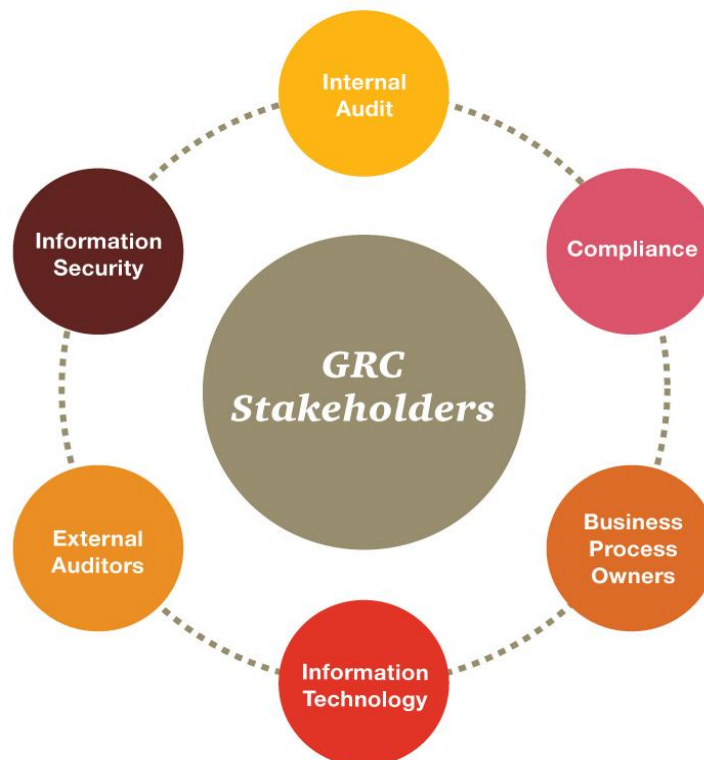 Internal
Audit
Information
Security
Compliance
GRC
Stakeholders
External
Auditors
Business
Process
Owners
Information
Technology